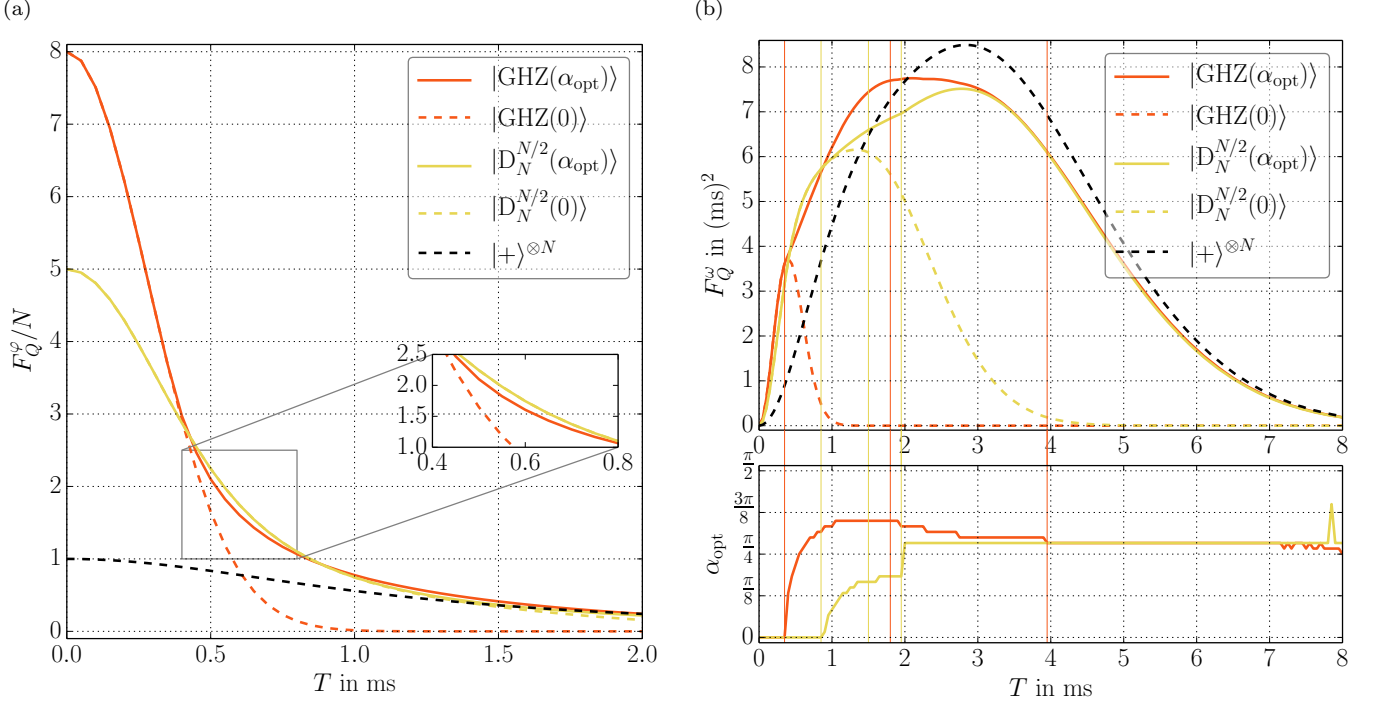 (a)
8
7
6
5
4
3
2
1
0
F_Q^φ/N
|GHZ(α_opt)⟩
|GHZ(0)⟩
|D_N^{N/2}(α_opt)⟩
|D_N^{N/2}(0)⟩
|+⟩^{⊗N}
2.5
2.0
1.5
1.0
0.4 0.6 0.8
0.0 0.5 1.0 1.5 2.0
T in ms
(b)
8
7
6
5
4
3
2
1
0
F_Q^ω in (ms)^2
|GHZ(α_opt)⟩
|GHZ(0)⟩
|D_N^{N/2}(α_opt)⟩
|D_N^{N/2}(0)⟩
|+⟩^{⊗N}
0 1 2 3 4 5 6 7 8
π/2
3π/8
π/4
π/8
0
α_opt
0 1 2 3 4 5 6 7 8
T in ms